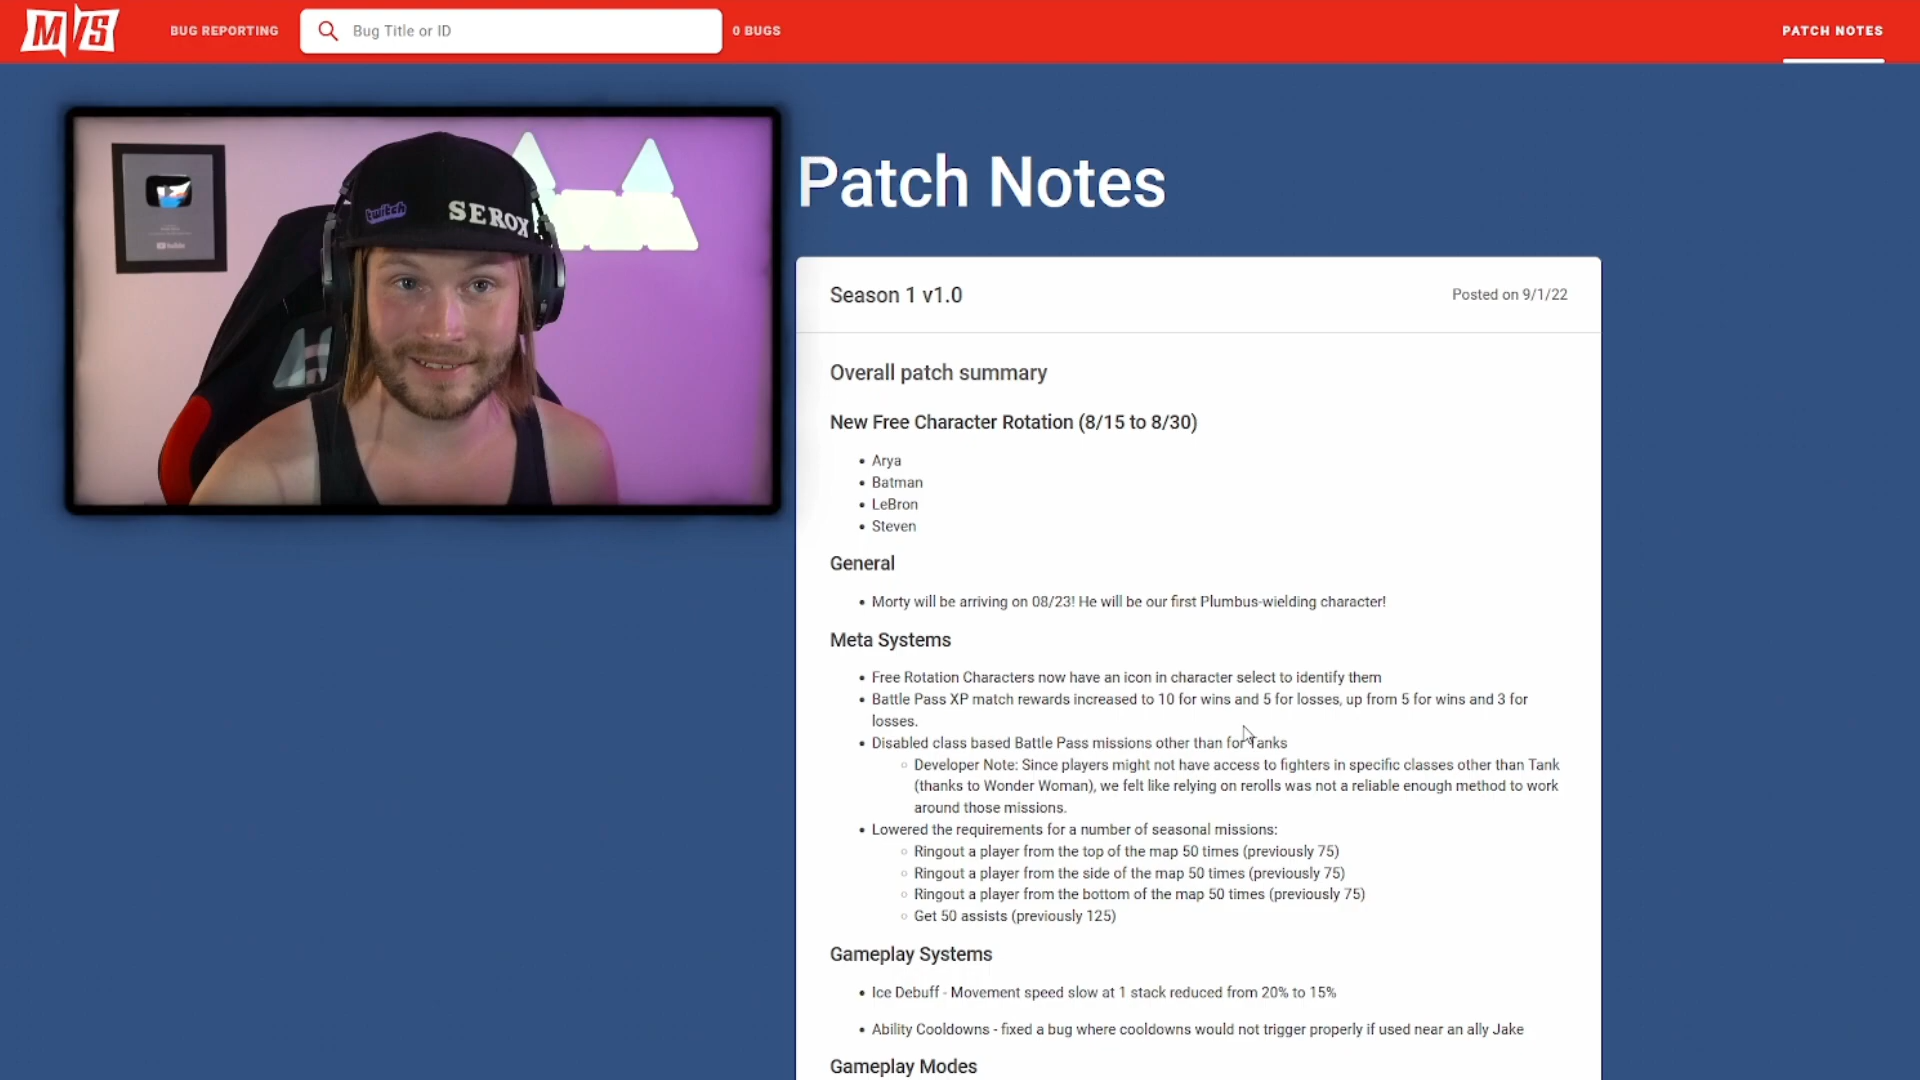 M/S
BUG REPORTING
Bug Title or ID
0 BUGS
PATCH NOTES
twitch
SEROX
YouTube
Patch Notes
Season 1 v1.0
Posted on 9/1/22
Overall patch summary
New Free Character Rotation (8/15 to 8/30)
Arya
Batman
LeBron
Steven
General
Morty will be arriving on 08/23! He will be our first Plumbus-wielding character!
Meta Systems
Free Rotation Characters now have an icon in character select to identify them
Battle Pass XP match rewards increased to 10 for wins and 5 for losses, up from 5 for wins and 3 for
losses.
Disabled class based Battle Pass missions other than for Tanks
Developer Note: Since players might not have access to fighters in specific classes other than Tank
(thanks to Wonder Woman), we felt like relying on rerolls was not a reliable enough method to work
around those missions.
Lowered the requirements for a number of seasonal missions:
Ringout a player from the top of the map 50 times (previously 75)
Ringout a player from the side of the map 50 times (previously 75)
Ringout a player from the bottom of the map 50 times (previously 75)
Get 50 assists (previously 125)
Gameplay Systems
Ice Debuff - Movement speed slow at 1 stack reduced from 20% to 15%
Ability Cooldowns - fixed a bug where cooldowns would not trigger properly if used near an ally Jake
Gameplay Modes